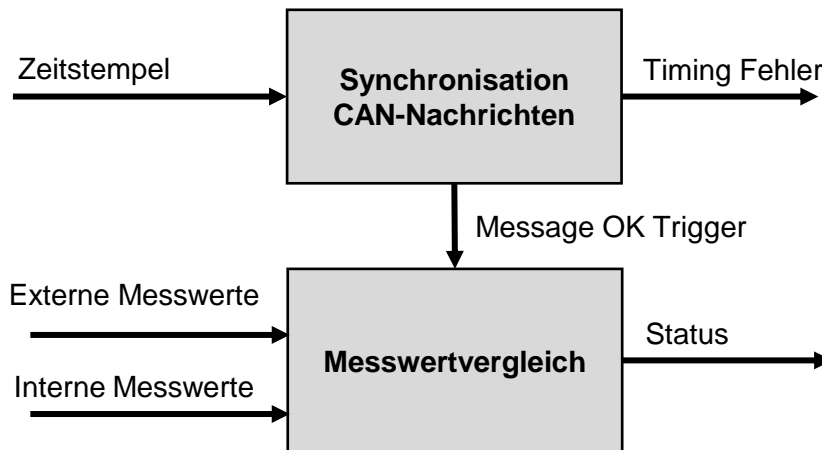 Zeitstempel
Synchronisation
CAN-Nachrichten
Timing Fehler
Message OK Trigger
Externe Messwerte
Messwertvergleich
Status
Interne Messwerte